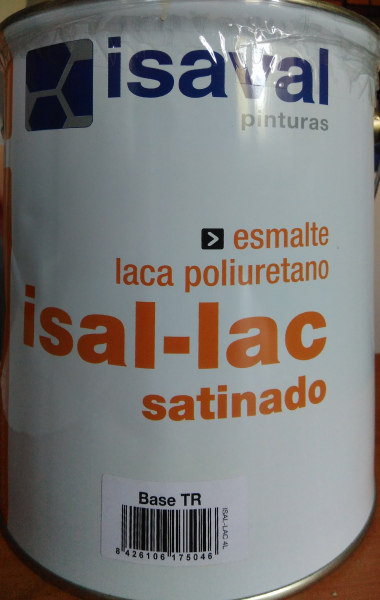 isaval
pinturas
esmalte
laca poliuretano
isal-lac
satinado
Base TR
ISAL-LAC 4L
8 426106 175046